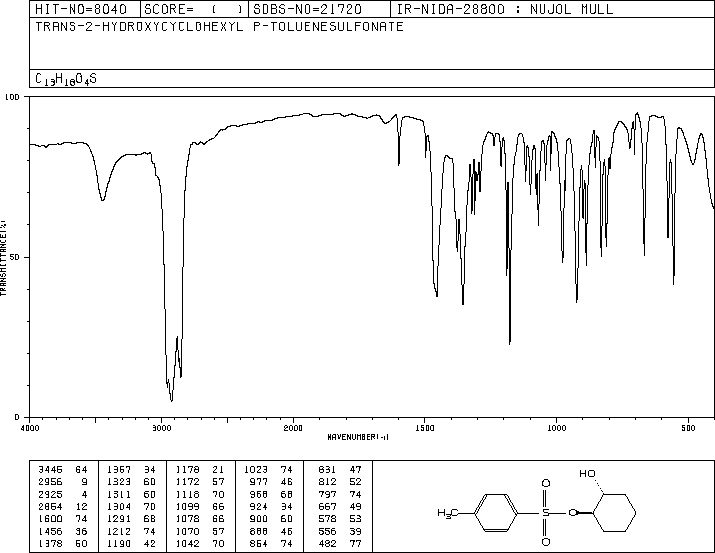 HIT-NO=8040 SCORE= ( ) SDBS-NO=21720 IR-NIDA-28800 : NUJOL MULL
TRANS-2-HYDROXYCYCLOHEXYL P-TOLUENESULFONATE
C13H18O4S
100
50
0
TRANSMITTANCE(%)
4000 3000 2000 1500 1000 500
WAVENUMBER(-1)
3446 64 1367 34 1178 21 1023 74 831 47
2956 9 1323 60 1172 57 977 46 812 52
2925 4 1311 60 1118 70 968 68 797 74
2854 12 1304 70 1099 66 924 34 667 49
1600 74 1291 68 1078 66 900 60 578 53
1456 36 1212 74 1070 57 888 46 556 39
1378 60 1190 42 1042 70 854 74 482 77
HO
O
H3C S O
O